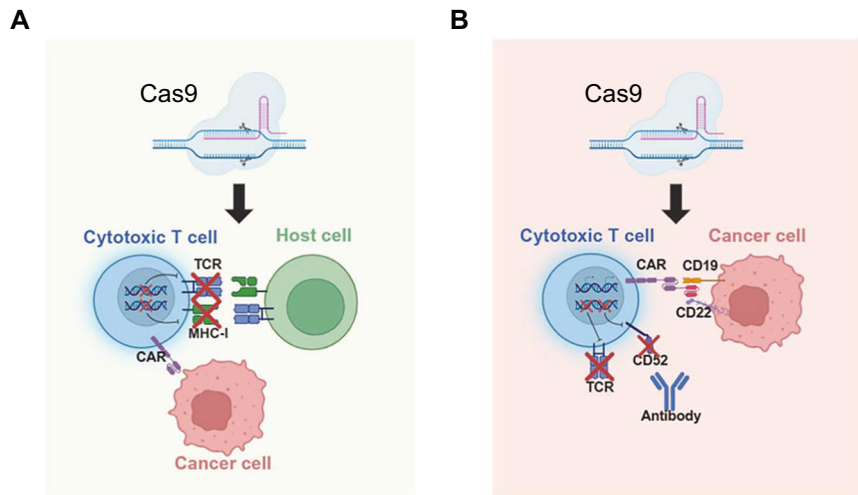 A
Cas9
Cytotoxic T cell
Host cell
TCR
MHC-I
CAR
Cancer cell
B
Cas9
Cytotoxic T cell
Cancer cell
CAR
CD19
CD22
CD52
TCR
Antibody